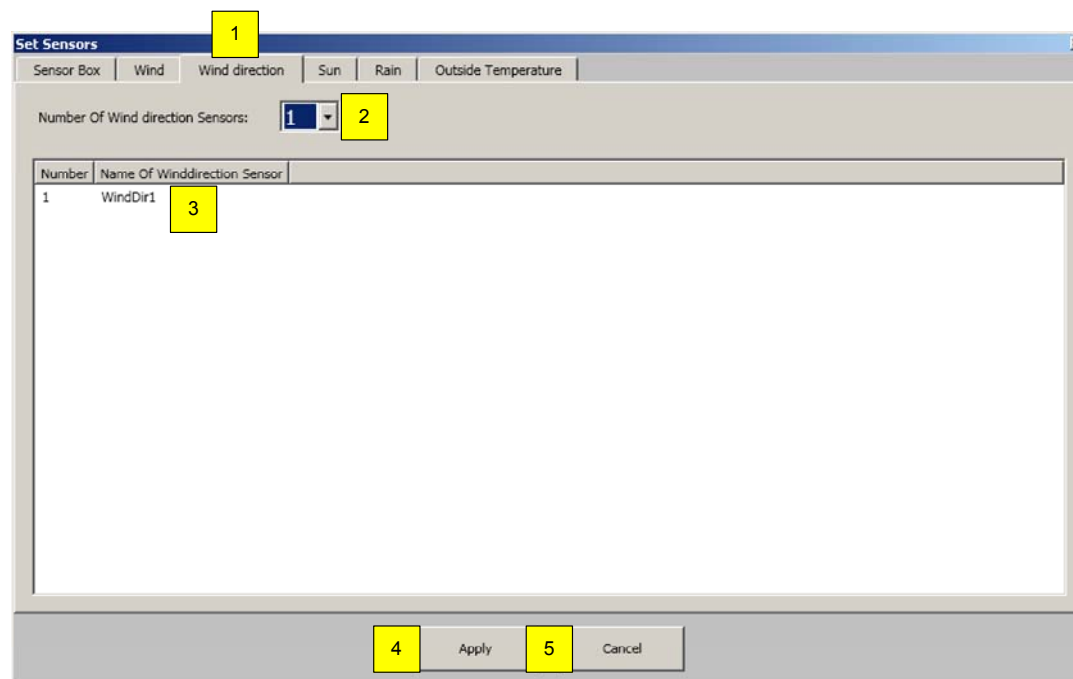 1
Set Sensors
Sensor Box Wind Wind direction Sun Rain Outside Temperature
Number Of Wind direction Sensors: 1 2
Number Name Of Winddirection Sensor
1 WindDir1 3
4 Apply 5 Cancel